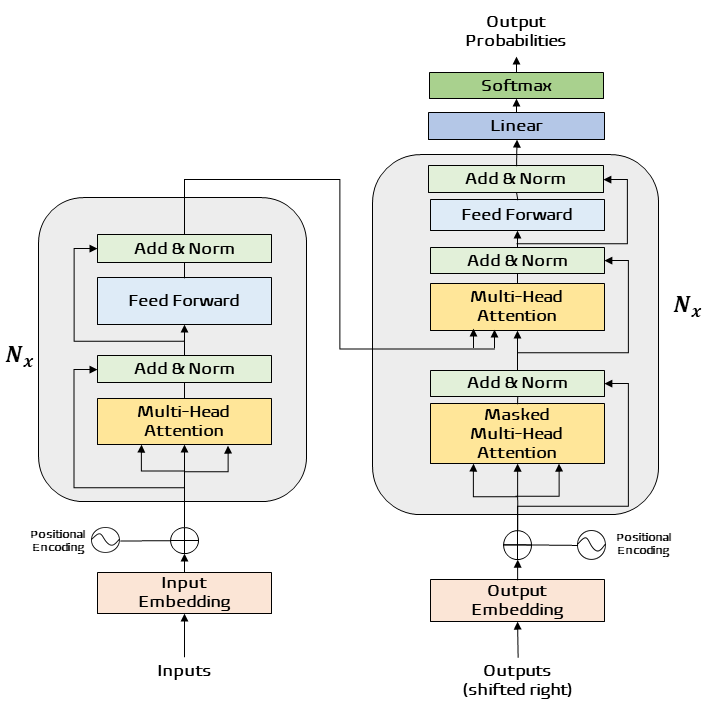 Output
Probabilities
Softmax
Linear
Add & Norm
Feed Forward
Add & Norm
Multi-Head
Attention
Add & Norm
Masked
Multi-Head
Attention
Nx
Positional
Encoding
Output
Embedding
Outputs
(shifted right)
Add & Norm
Feed Forward
Nx
Add & Norm
Multi-Head
Attention
Positional
Encoding
Input
Embedding
Inputs